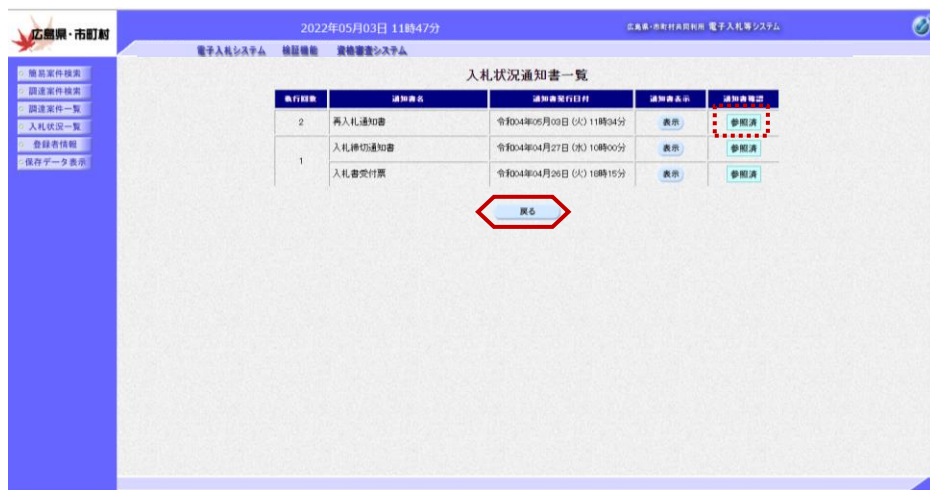 広島県・市町村
2022年05月03日 11時47分
広島県・市町村共同利用 電子入札等システム
電子入札システム 検証機能 資格審査システム
簡易案件検索
調達案件検索
調達案件一覧
入札状況一覧
登録者情報
保存データ表示
入札状況通知書一覧
執行回数 通知書名 通知書発行日付 通知書表示 通知書確認
2 再入札通知書 令和004年05月03日 (火) 11時34分 表示 参照済
1 入札締切通知書 令和004年04月27日 (水) 10時00分 表示 参照済
入札書受付票 令和004年04月26日 (火) 18時15分 表示 参照済
戻る